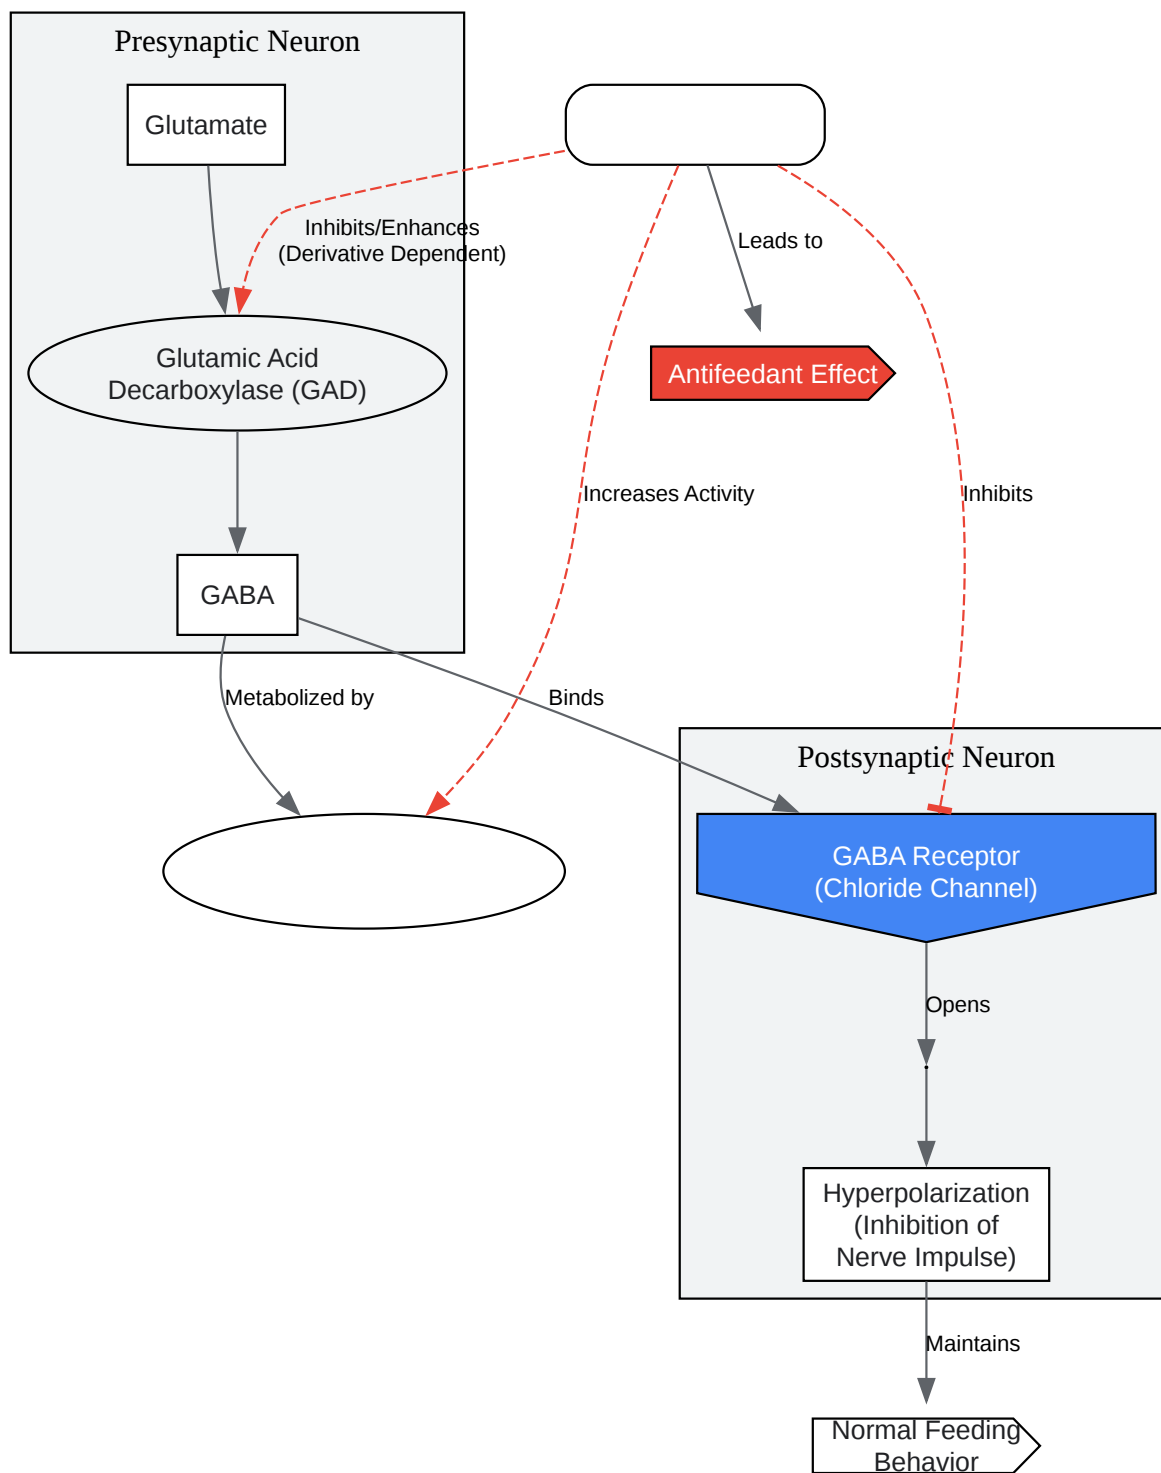 Presynaptic Neuron
Glutamate
Inhibits/Enhances
(Derivative Dependent)
Leads to
Glutamic Acid
Decarboxylase (GAD)
Antifeedant Effect
Increases Activity
Inhibits
GABA
Metabolized by
Binds
Postsynaptic Neuron
GABA Receptor
(Chloride Channel)
Opens
Hyperpolarization
(Inhibition of
Nerve Impulse)
Maintains
Normal Feeding
Behavior